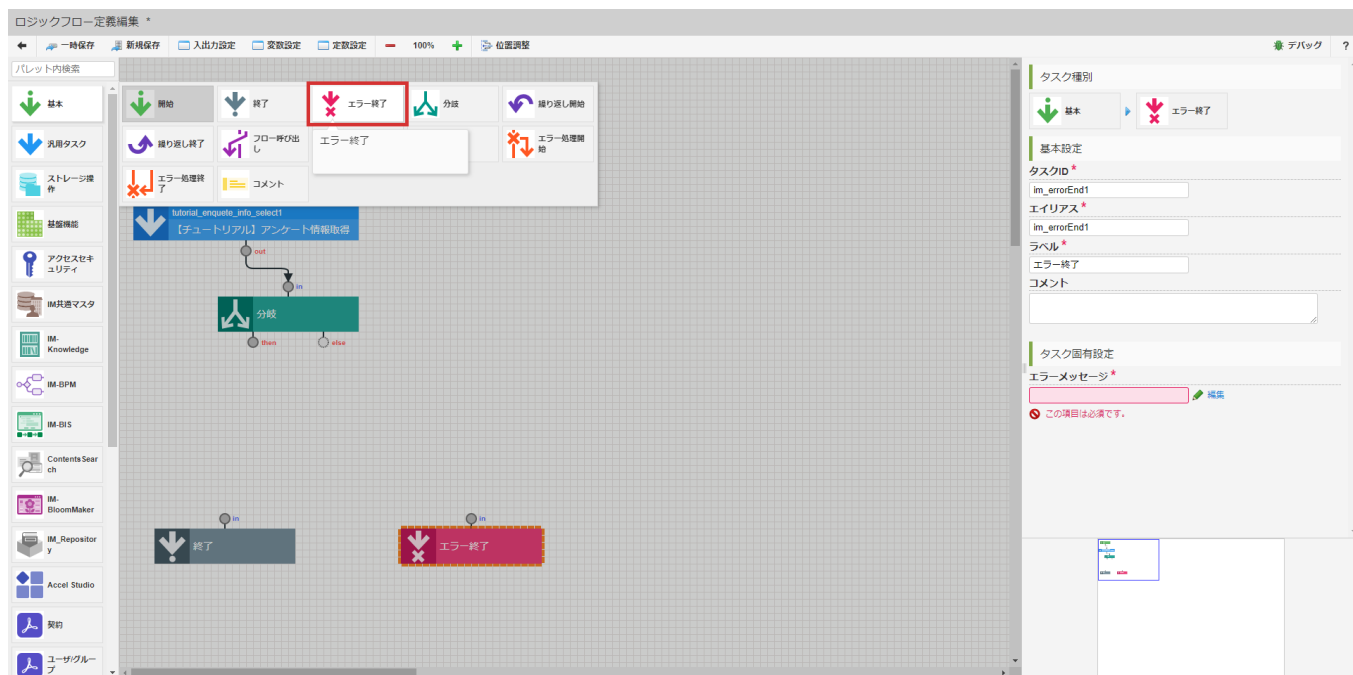 ロジックフロー定義編集 *
一時保存 新規保存 入出力設定 変数設定 定数設定 100% 位置調整 デバッグ ?
パレット内検索
基本
汎用タスク
ストレージ操
作
基盤機能
アクセスセキ
ュリティ
IM共通マスタ
IM-
Knowledge
IM-BPM
IM-BIS
ContentsSear
ch
IM-
BloomMaker
IM_Repositor
y
Accel Studio
契約
ユーザ/グルー
プ
開始 終了 エラー終了 分岐 繰り返し開始
繰り返し終了 フロー呼び出
し
エラー終了
エラー処理開
始
エラー処理終
了
コメント
tutorial_enquete_info_select1
【チュートリアル】アンケート情報取得
out
in
分岐
then else
in
終了
in
エラー終了
タスク種別
基本 エラー終了
基本設定
タスクID *
im_errorEnd1
エイリアス *
im_errorEnd1
ラベル *
エラー終了
コメント
タスク固有設定
エラーメッセージ *
編集
この項目は必須です。